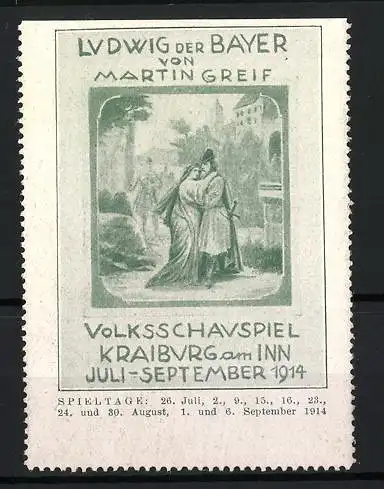 LVDWIG DER BAYER
VON
MARTIN GREIF
VOLKSSCHAVSPIEL
KRAIBVRG am INN
JULI-SEPTEMBER 1914
SPIELTAGE: 26. Juli, 2., 9., 15., 16., 23.,
24. und 30. August, 1. und 6. September 1914